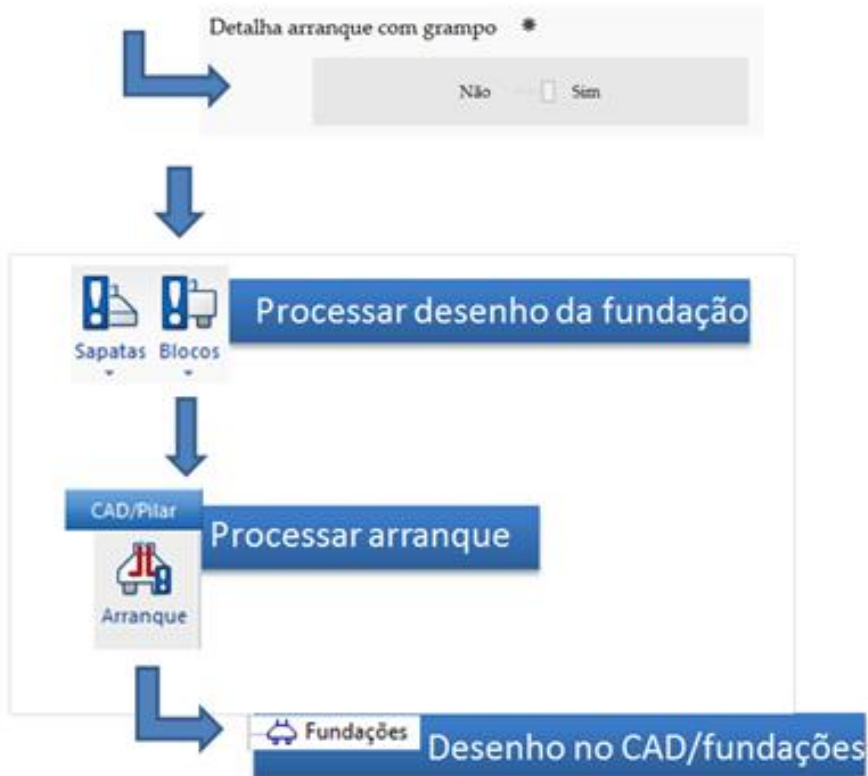 Detalha arranque com grampo *
Não Sim
Processar desenho da fundação
Sapatas Blocos
CAD/Pilar
Processar arranque
Arranque
Fundações
Desenho no CAD/fundações